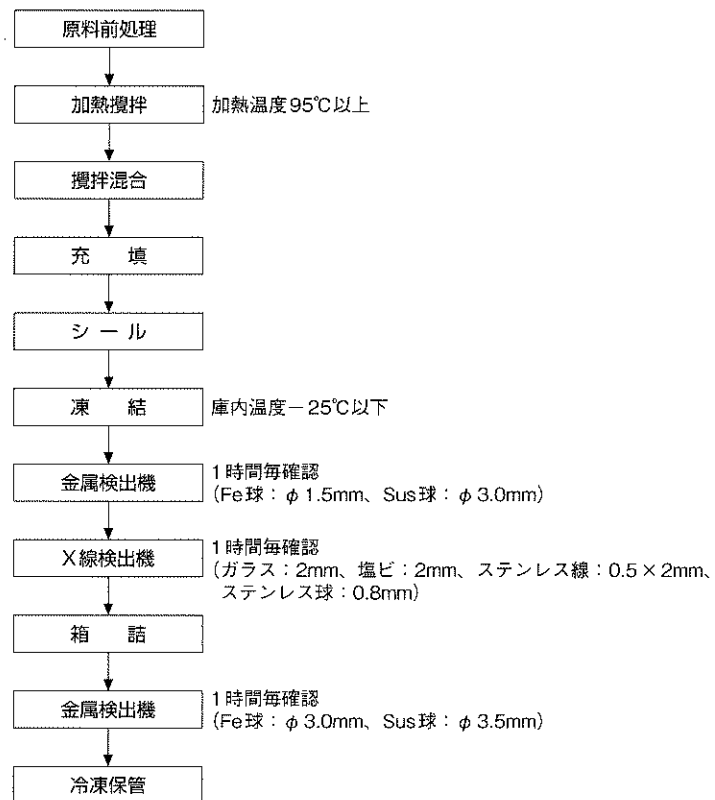 原料前処理
加熱攪拌 加熱温度95℃以上
攪拌混合
充　填
シール
凍　結 庫内温度－25℃以下
金属検出機 1時間毎確認
(Fe球：φ1.5mm、Sus球：φ3.0mm)
X線検出機 1時間毎確認
(ガラス：2mm、塩ビ：2mm、ステンレス線：0.5×2mm、
ステンレス球：0.8mm)
箱　詰
金属検出機 1時間毎確認
(Fe球：φ3.0mm、Sus球：φ3.5mm)
冷凍保管